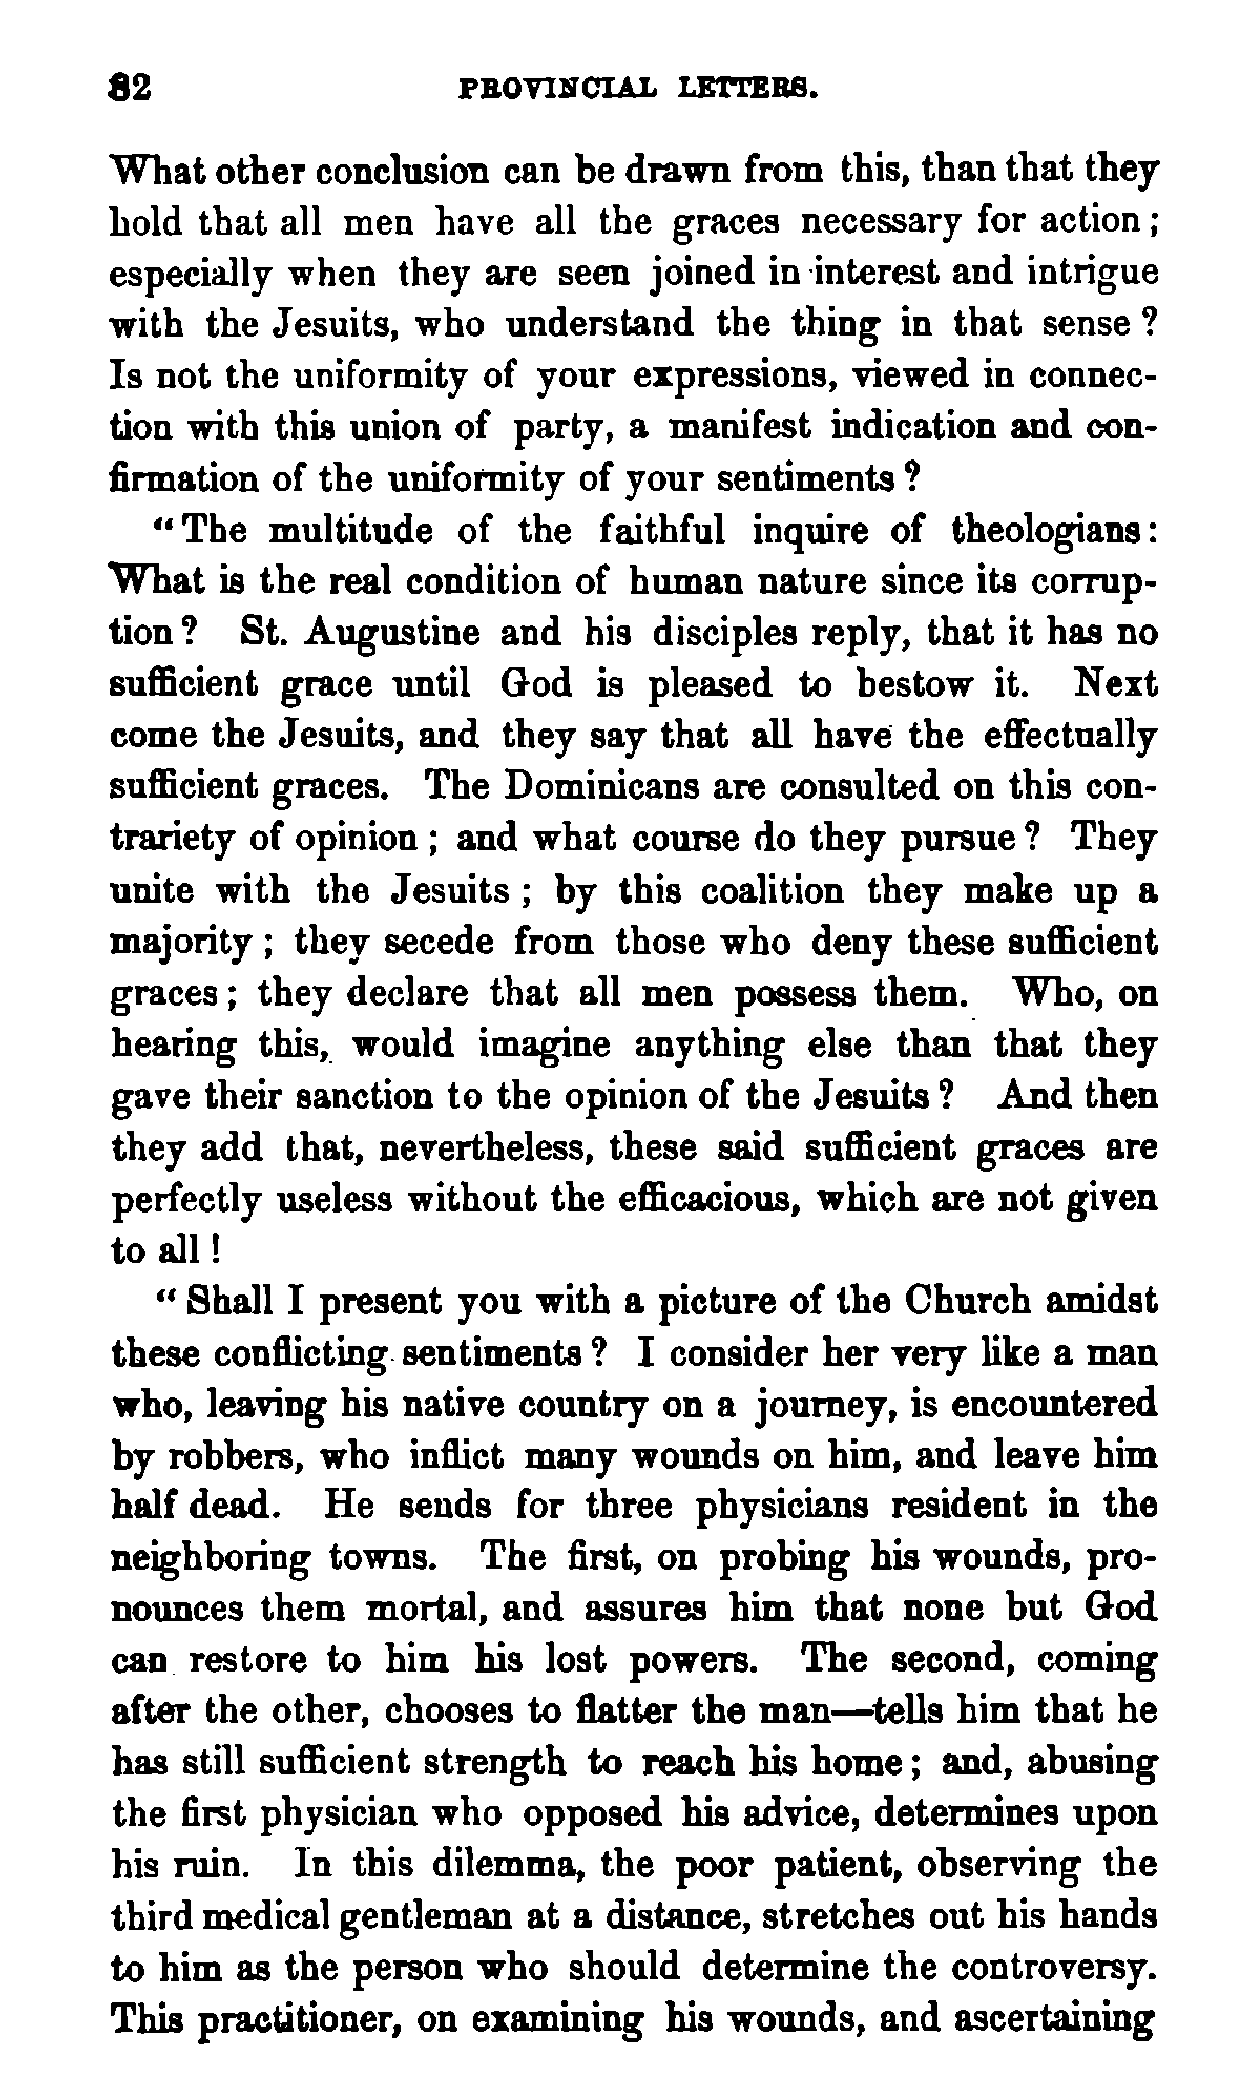 82 PROVINCIAL LETTERS.
What other conclusion can be drawn from this, than that they
hold that all men have all the graces necessary for action;
especially when they are seen joined in interest and intrigue
with the Jesuits, who understand the thing in that sense?
Is not the uniformity of your expressions, viewed in connec-
tion with this union of party, a manifest indication and con-
firmation of the uniformity of your sentiments?
"The multitude of the faithful inquire of theologians:
What is the real condition of human nature since its corrup-
tion? St. Augustine and his disciples reply, that it has no
sufficient grace until God is pleased to bestow it. Next
come the Jesuits, and they say that all have the effectually
sufficient graces. The Dominicans are consulted on this con-
trariety of opinion; and what course do they pursue? They
unite with the Jesuits; by this coalition they make up a
majority; they secede from those who deny these sufficient
graces; they declare that all men possess them. Who, on
hearing this, would imagine anything else than that they
gave their sanction to the opinion of the Jesuits? And then
they add that, nevertheless, these said sufficient graces are
perfectly useless without the efficacious, which are not given
to all!
"Shall I present you with a picture of the Church amidst
these conflicting sentiments? I consider her very like a man
who, leaving his native country on a journey, is encountered
by robbers, who inflict many wounds on him, and leave him
half dead. He sends for three physicians resident in the
neighboring towns. The first, on probing his wounds, pro-
nounces them mortal, and assures him that none but God
can restore to him his lost powers. The second, coming
after the other, chooses to flatter the man—tells him that he
has still sufficient strength to reach his home; and, abusing
the first physician who opposed his advice, determines upon
his ruin. In this dilemma, the poor patient, observing the
third medical gentleman at a distance, stretches out his hands
to him as the person who should determine the controversy.
This practitioner, on examining his wounds, and ascertaining